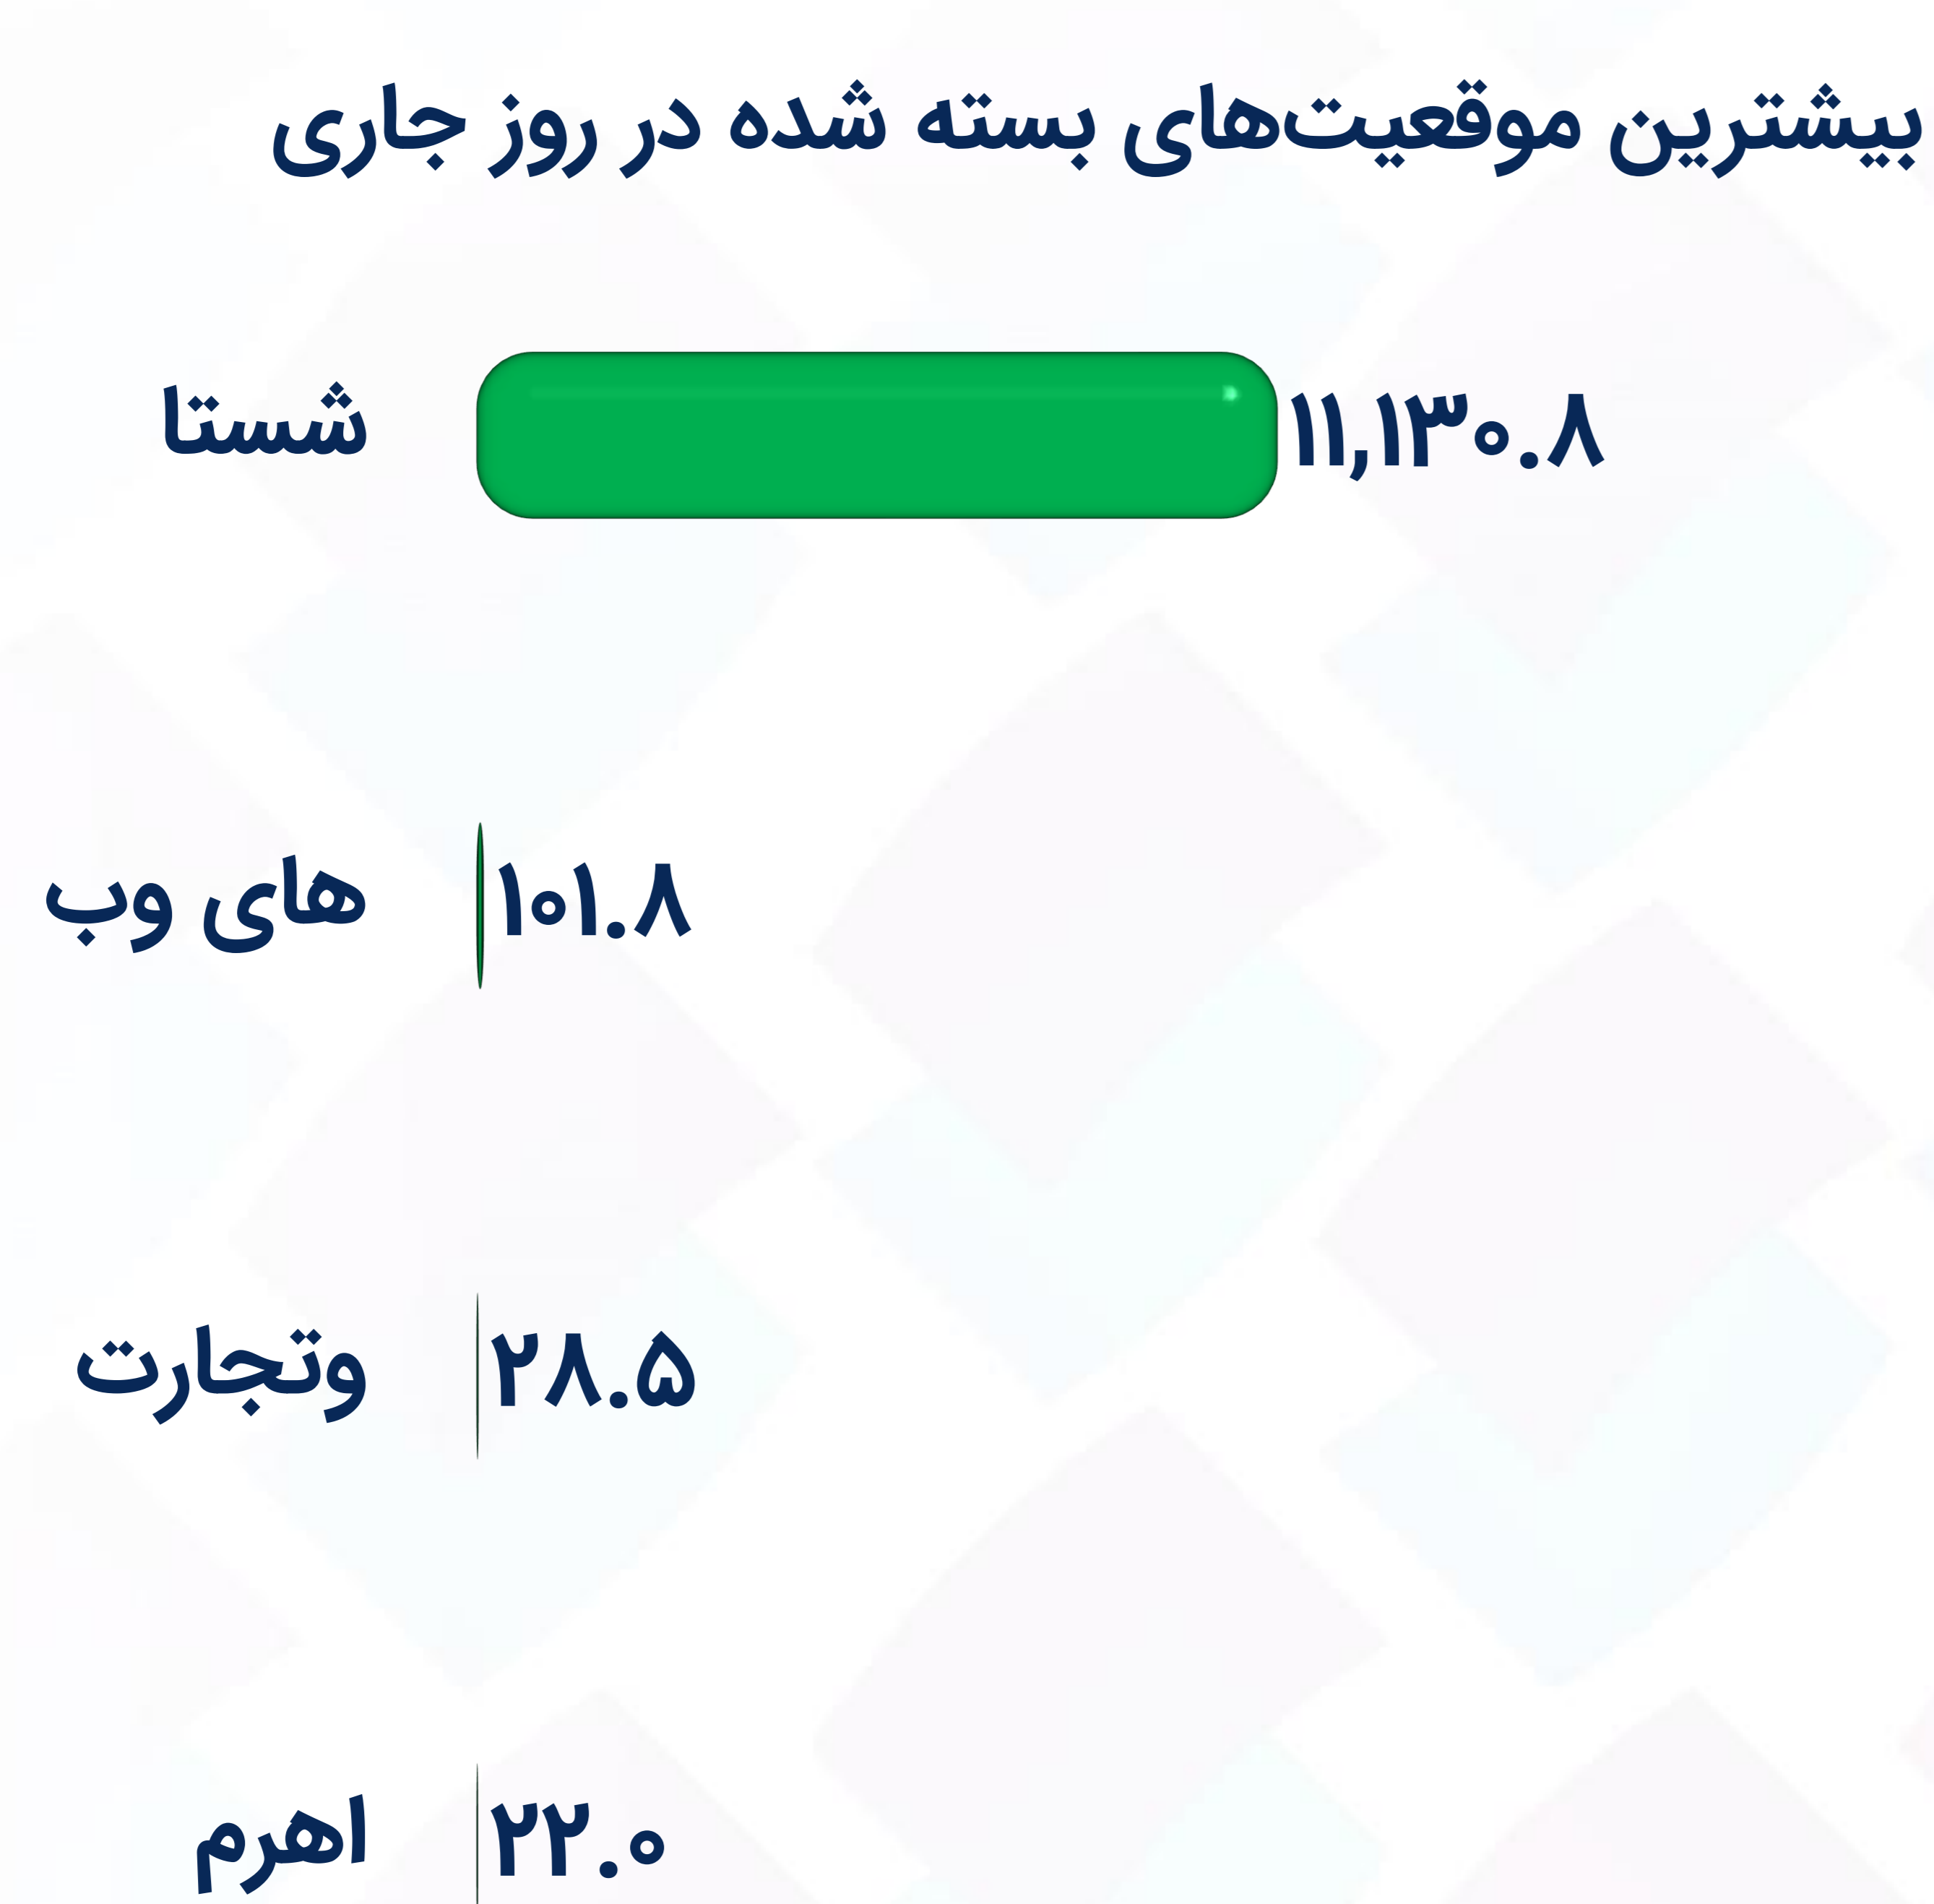 بیشترین موقعیت‌های بسته شده در روز جاری
شستا ۱۱,۱۳۰.۸
های وب ۱۰۱.۸
وتجارت ۲۸.۵
اهرم ۲۲.۰